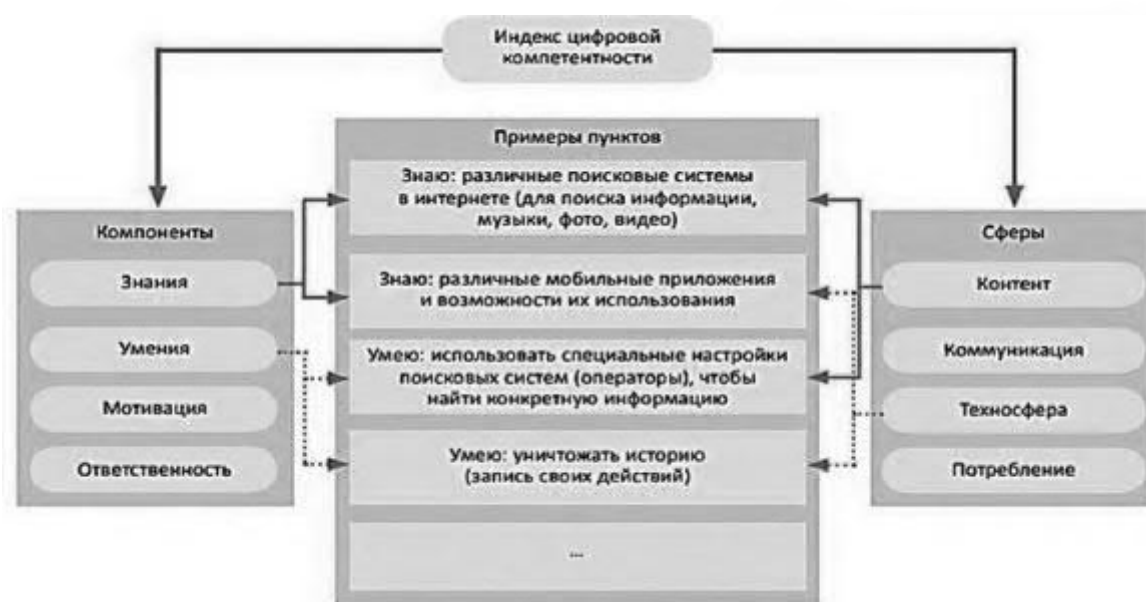 Индекс цифровой
компетентности
Компоненты
Знания
Умения
Мотивация
Ответственность
Примеры пунктов
Знаю: различные поисковые системы
в интернете (для поиска информации,
музыки, фото, видео)
Знаю: различные мобильные приложения
и возможности их использования
Умею: использовать специальные настройки
поисковых систем (операторы), чтобы
найти конкретную информацию
Умею: уничтожать историю
(запись своих действий)
...
Сферы
Контент
Коммуникация
Техносфера
Потребление